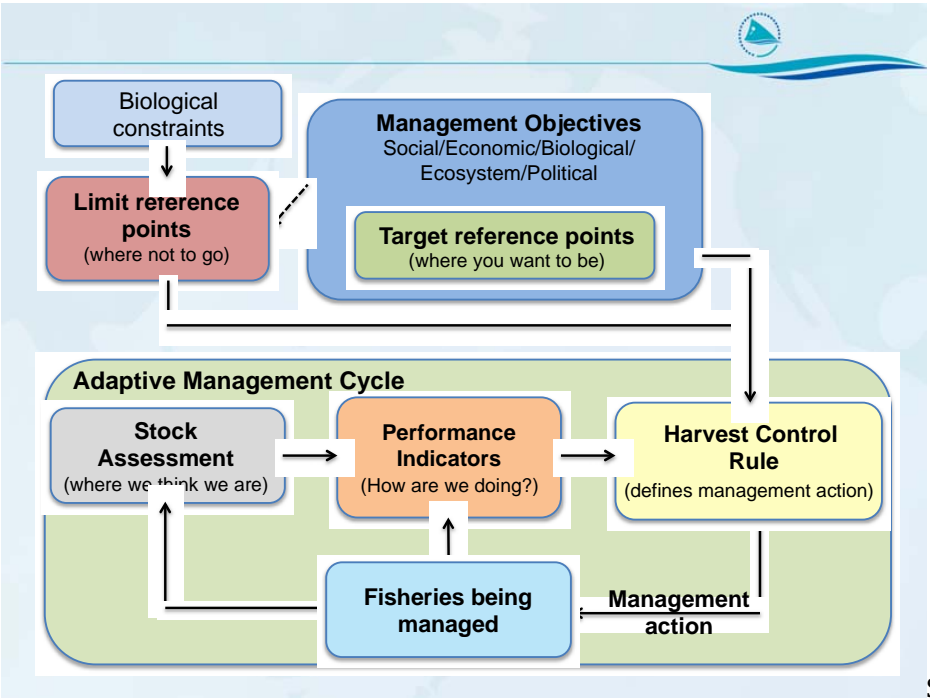 Biological
constraints
Management Objectives
Social/Economic/Biological/
Ecosystem/Political
Limit reference
points
(where not to go)
Target reference points
(where you want to be)
Adaptive Management Cycle
Stock
Assessment
(where we think we are)
Performance
Indicators
(How are we doing?)
Harvest Control
Rule
(defines management action)
Fisheries being
managed
Management
action